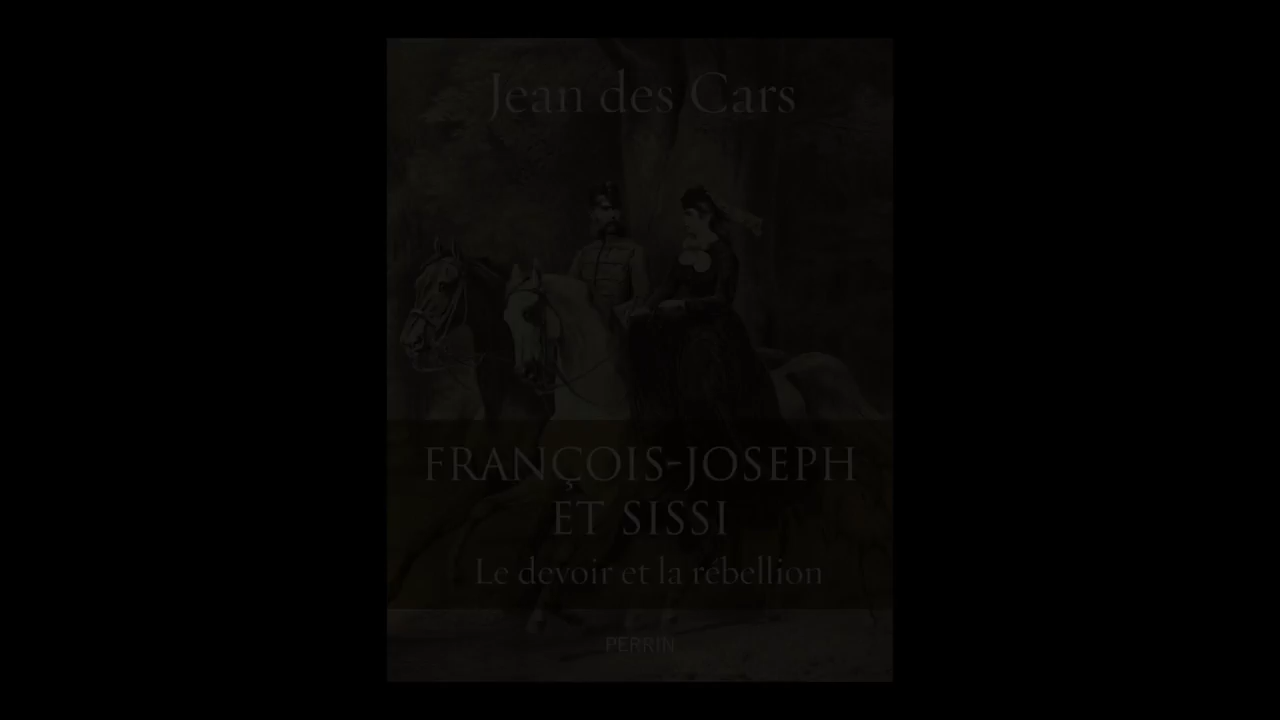 Jean des Cars
FRANÇOIS-JOSEPH
ET SISSI
Le devoir et la rébellion
PERRIN